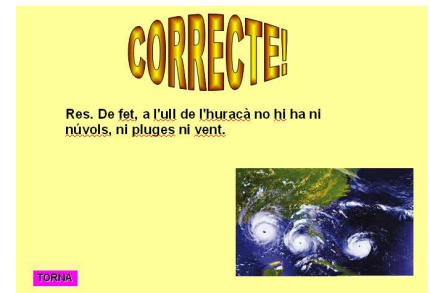 CORRECTE!
Res. De fet, a l'ull de l'huracà no hi ha ni
núvols, ni pluges ni vent.
TORNA